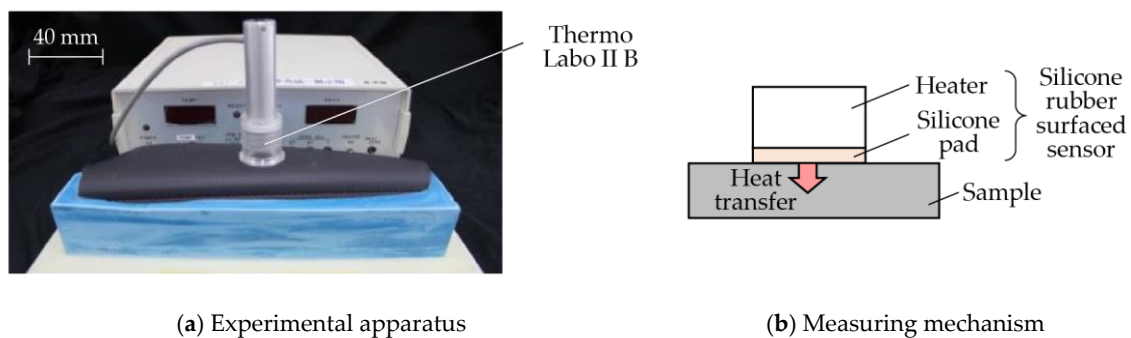 40 mm
Thermo
Labo II B
TEMP
Heater
Silicone
pad
Silicone
rubber
surfaced
sensor
Heat
transfer
Sample
(a) Experimental apparatus
(b) Measuring mechanism